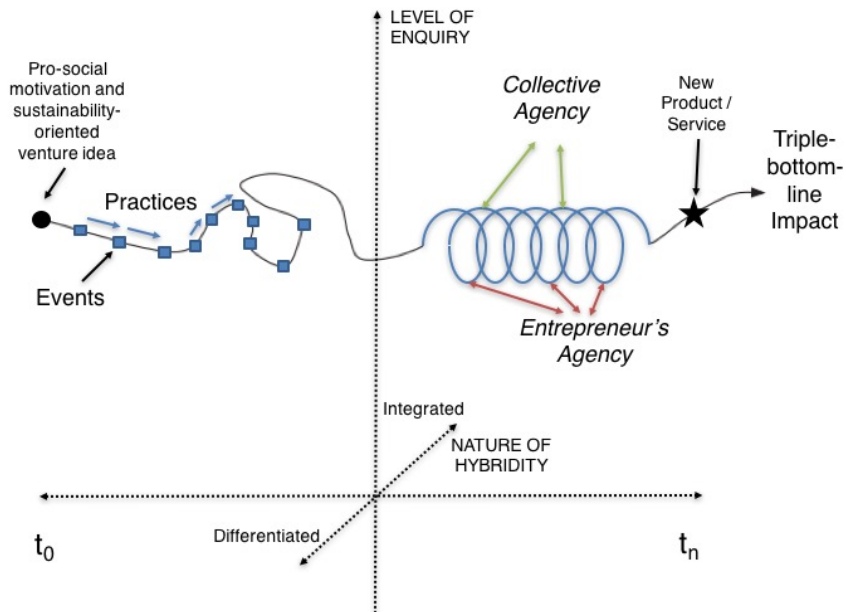 LEVEL OF
ENQUIRY
Pro-social
motivation and
sustainability-
oriented
venture idea
Practices
Events
Collective
Agency
New
Product /
Service
Triple-
bottom-
line
Impact
Entrepreneur's
Agency
Integrated
NATURE OF
HYBRIDITY
Differentiated
t0
tn